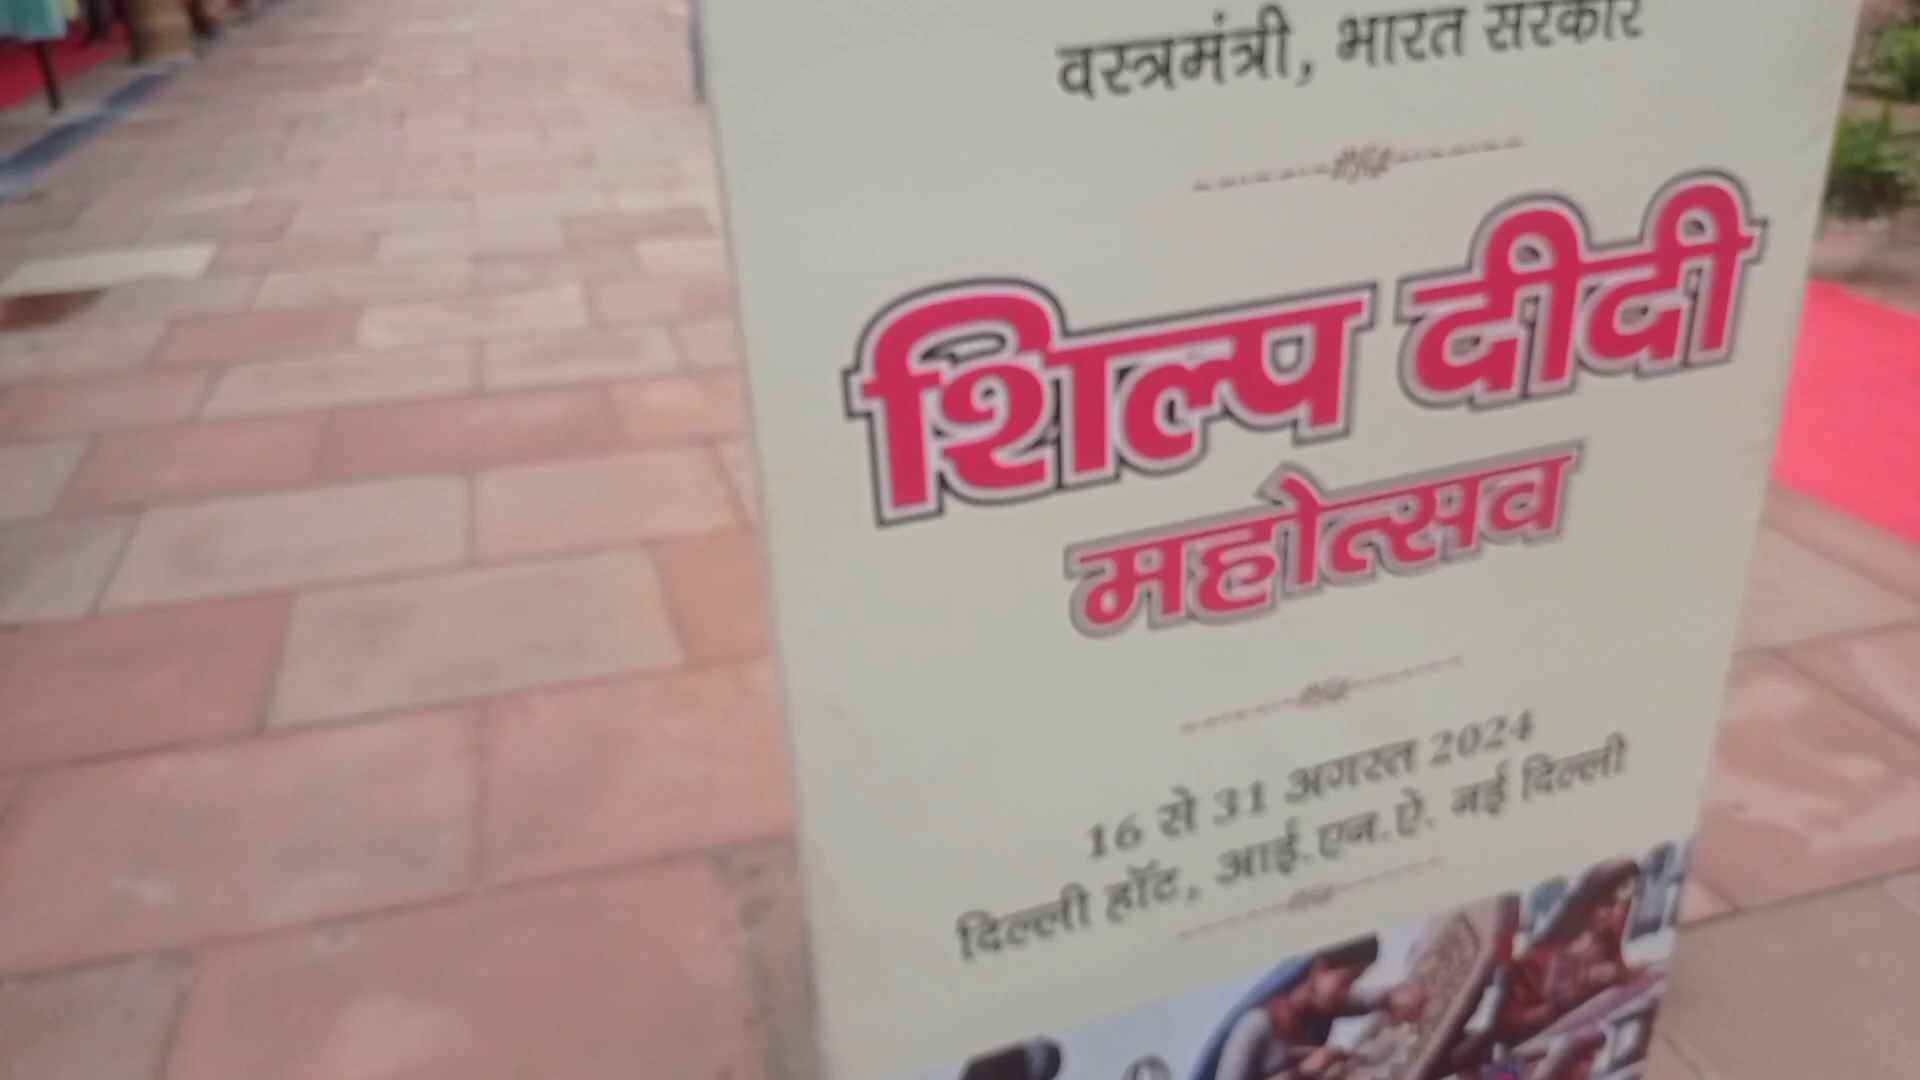 वस्त्रमंत्री, भारत सरकार
शिल्प दीदी
महोत्सव
16 से 31 अगस्त 2024
दिल्ली हॉट, आई.एन.ऐ. नई दिल्ली